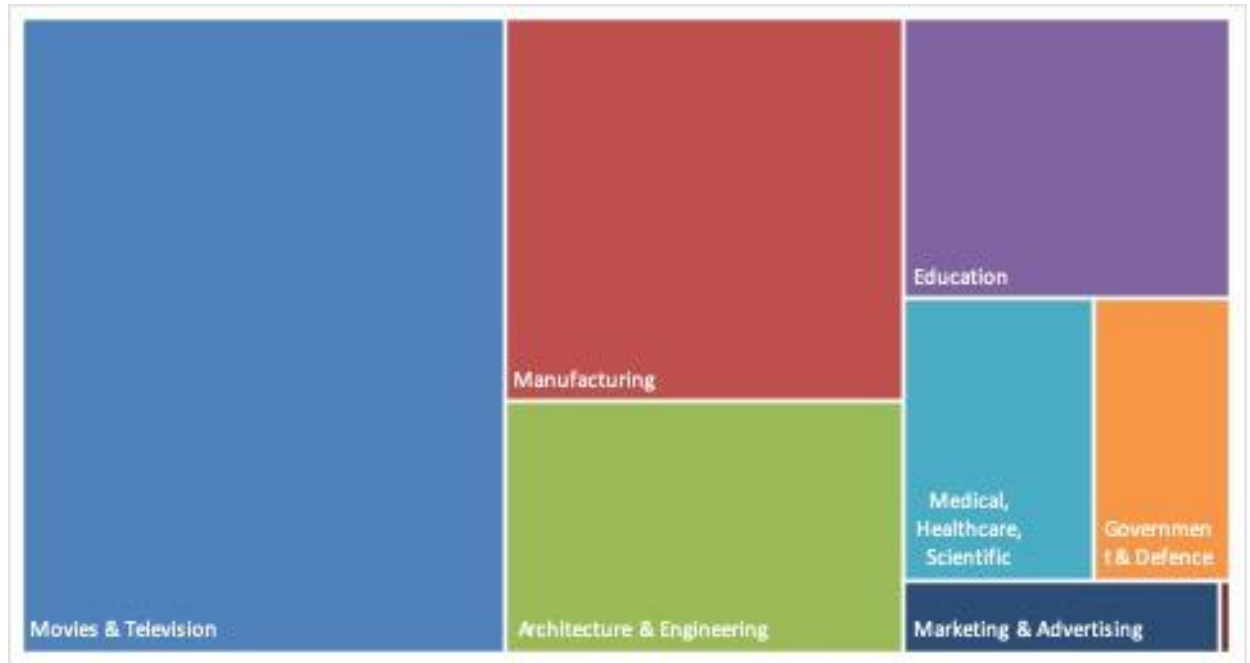 Education
Manufacturing
Medical,
Healthcare,
Scientific
Governmen
t & Defence
Movies & Television
Architecture & Engineering
Marketing & Advertising